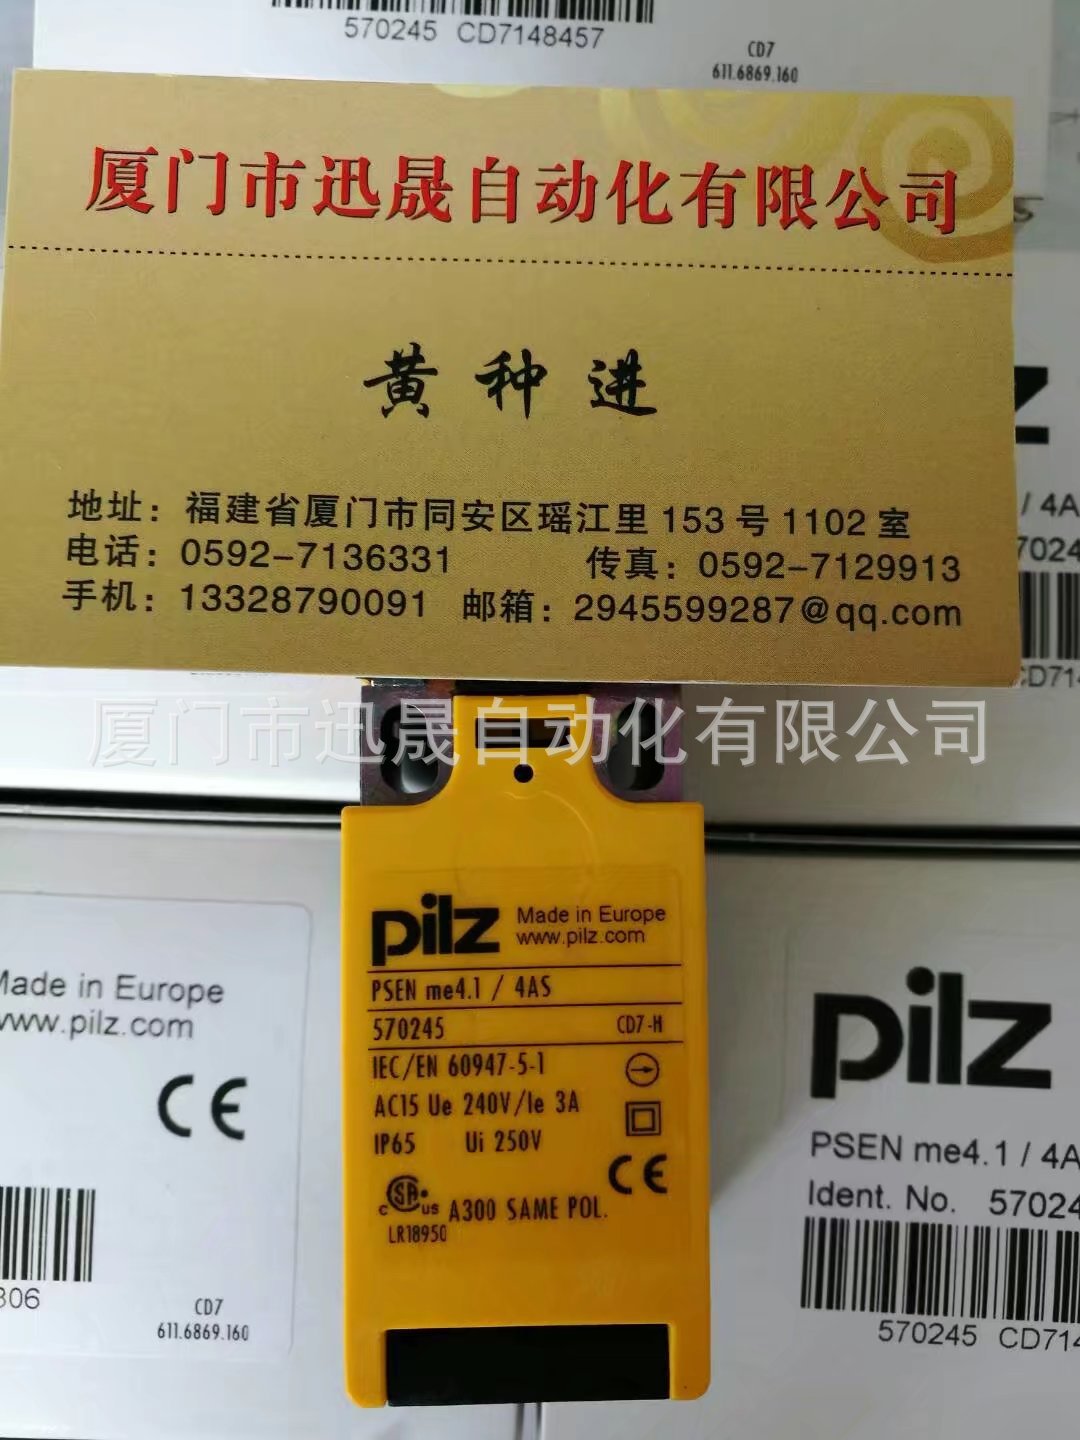 570245 CD7148457
CD7
611.6869.160
厦门市迅晟自动化有限公司
黄种进
地址：福建省厦门市同安区瑶江里153号1102室
电话：0592-7136331 传真：0592-7129913
手机：13328790091 邮箱：2945599287@qq.com
/ 4A
7024
CD714
厦门市迅晟自动化有限公司
pilz Made in Europe
www.pilz.com
PSEN me4.1 / 4AS
570245 CD7-H
IEC/EN 60947-5-1
AC15 Ue 240V/Ie 3A
IP65 Ui 250V
CE
c SA us A300 SAME POL.
LR18950
Made in Europe
www.pilz.com
CE
306
CD7
611.6869.160
pilz
PSEN me4.1 / 4A
Ident. No. 57024
570245 CD714